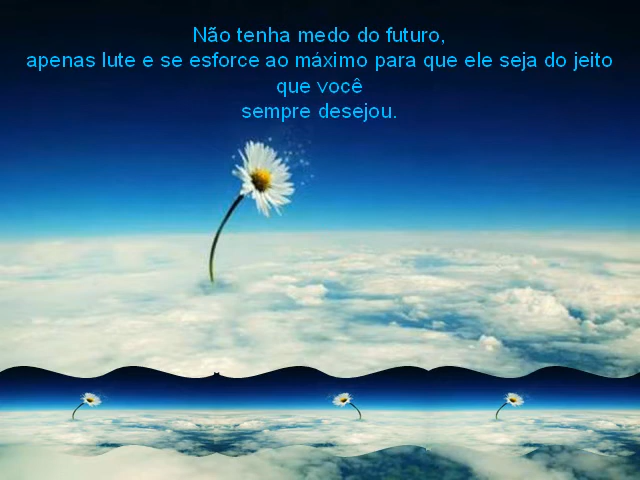 Não tenha medo do futuro,
apenas lute e se esforce ao máximo para que ele seja do jeito
que você
sempre desejou.